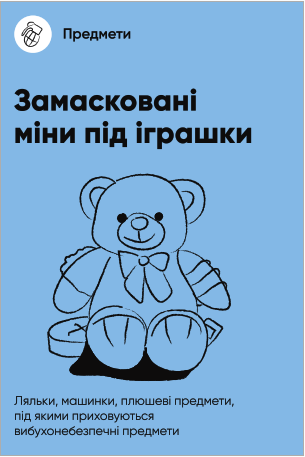 Предмети
Замасковані
міни під іграшки
Ляльки, машинки, плюшеві предмети,
під якими приховуються
вибухонебезпечні предмети